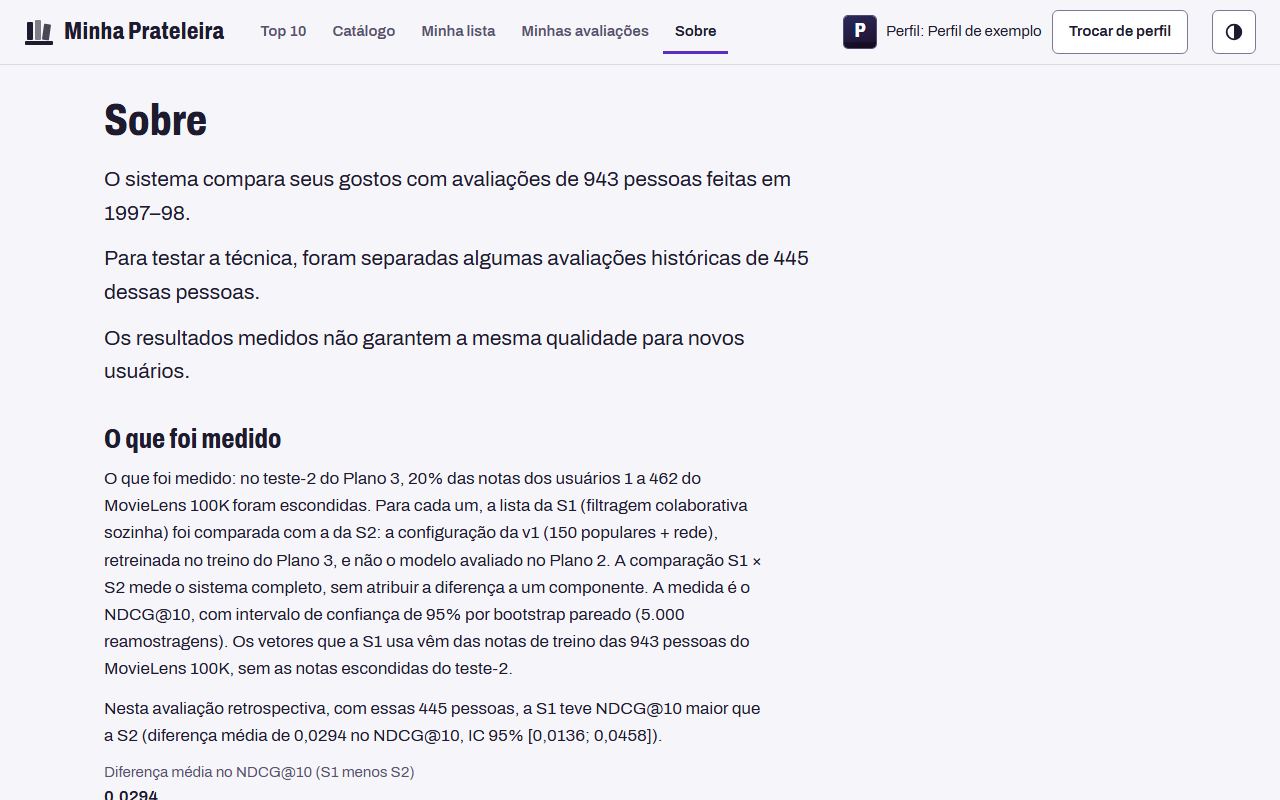 Minha Prateleira
Top 10
Catálogo
Minha lista
Minhas avaliações
Sobre
P
Perfil: Perfil de exemplo
Trocar de perfil
Sobre
O sistema compara seus gostos com avaliações de 943 pessoas feitas em
1997–98.
Para testar a técnica, foram separadas algumas avaliações históricas de 445
dessas pessoas.
Os resultados medidos não garantem a mesma qualidade para novos
usuários.
O que foi medido
O que foi medido: no teste-2 do Plano 3, 20% das notas dos usuários 1 a 462 do
MovieLens 100K foram escondidas. Para cada um, a lista da S1 (filtragem colaborativa
sozinha) foi comparada com a da S2: a configuração da v1 (150 populares + rede),
retreinada no treino do Plano 3, e não o modelo avaliado no Plano 2. A comparação S1 ×
S2 mede o sistema completo, sem atribuir a diferença a um componente. A medida é o
NDCG@10, com intervalo de confiança de 95% por bootstrap pareado (5.000
reamostragens). Os vetores que a S1 usa vêm das notas de treino das 943 pessoas do
MovieLens 100K, sem as notas escondidas do teste-2.
Nesta avaliação retrospectiva, com essas 445 pessoas, a S1 teve NDCG@10 maior que
a S2 (diferença média de 0,0294 no NDCG@10, IC 95% [0,0136; 0,0458]).
Diferença média no NDCG@10 (S1 menos S2)
0,0294